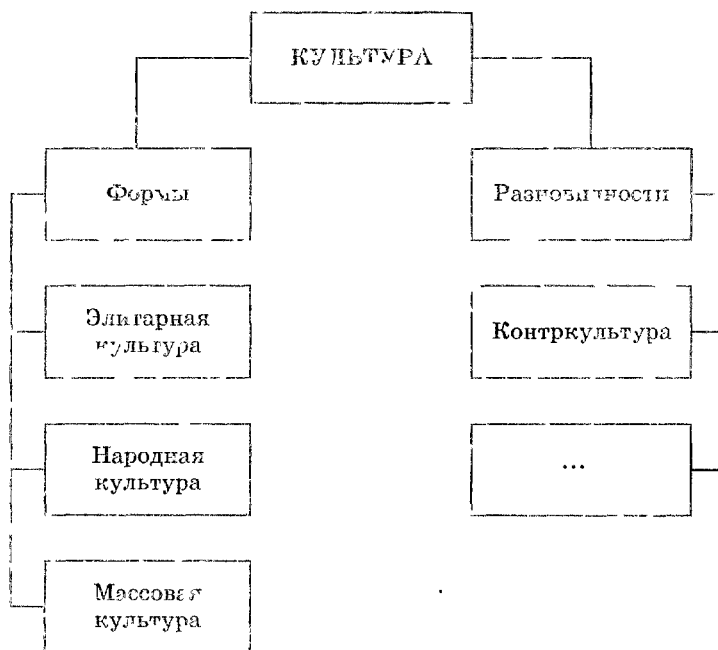 КУЛЬТУРА
Формы
Разновидности
Элитарная
культура
Контркультура
Народная
культура
...
Массовая
культура